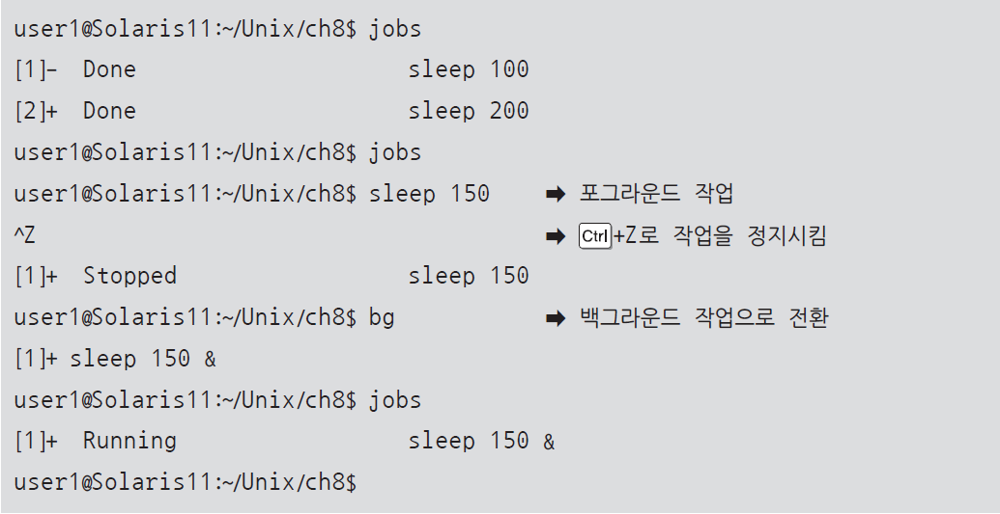 user1@Solaris11:~/Unix/ch8$ jobs
[1]- Done sleep 100
[2]+ Done sleep 200
user1@Solaris11:~/Unix/ch8$ jobs
user1@Solaris11:~/Unix/ch8$ sleep 150 ➡ 포그라운드 작업
^Z ➡ Ctrl+Z로 작업을 정지시킴
[1]+ Stopped sleep 150
user1@Solaris11:~/Unix/ch8$ bg ➡ 백그라운드 작업으로 전환
[1]+ sleep 150 &
user1@Solaris11:~/Unix/ch8$ jobs
[1]+ Running sleep 150 &
user1@Solaris11:~/Unix/ch8$